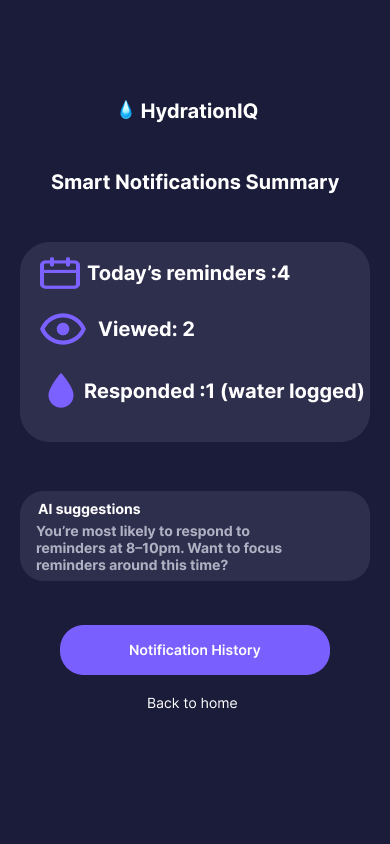 HydrationIQ
Smart Notifications Summary
Today’s reminders :4
Viewed: 2
Responded :1 (water logged)
AI suggestions
You’re most likely to respond to
reminders at 8–10pm. Want to focus
reminders around this time?
Notification History
Back to home